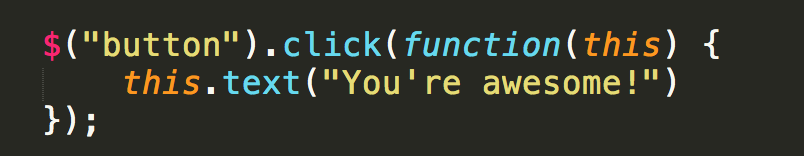 $("button").click(function(this) {
    this.text("You're awesome!")
});